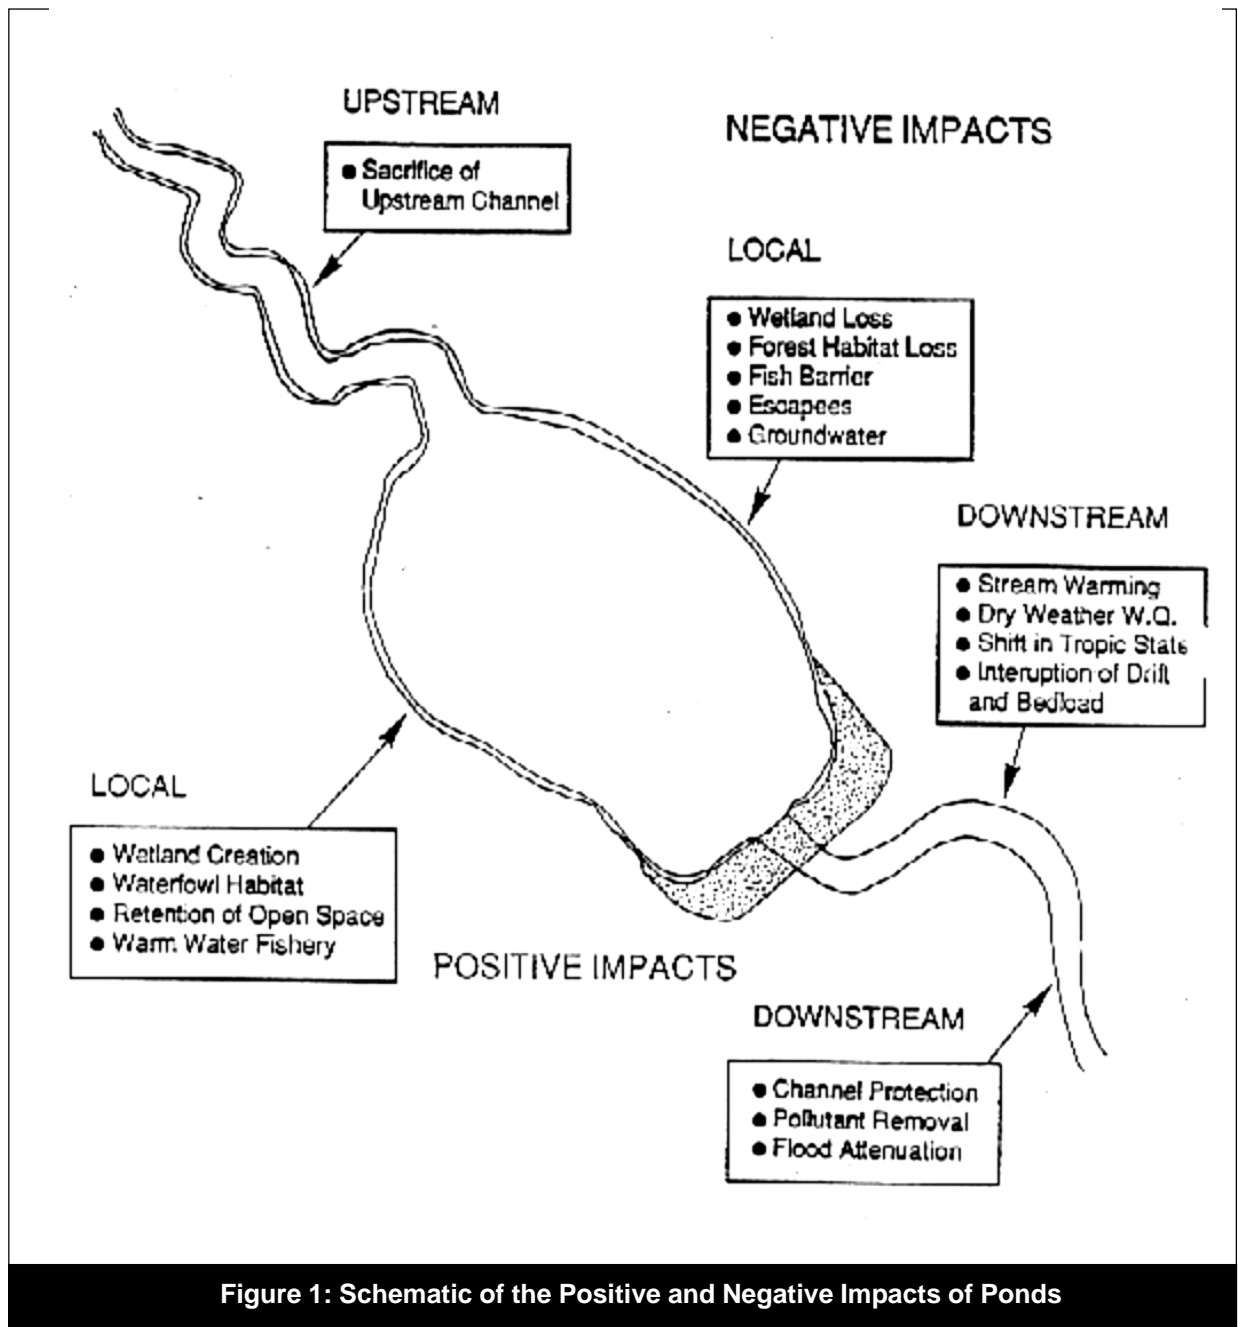 UPSTREAM
● Sacrifice of
Upstream Channel
NEGATIVE IMPACTS
LOCAL
● Wetland Loss
● Forest Habitat Loss
● Fish Barrier
● Escapees
● Groundwater
DOWNSTREAM
● Stream Warming
● Dry Weather W.Q.
● Shift in Tropic State
● Interuption of Drift
and Bedload
LOCAL
● Wetland Creation
● Waterfowl Habitat
● Retention of Open Space
● Warm Water Fishery
POSITIVE IMPACTS
DOWNSTREAM
● Channel Protection
● Pollutant Removal
● Flood Attenuation
Figure 1: Schematic of the Positive and Negative Impacts of Ponds